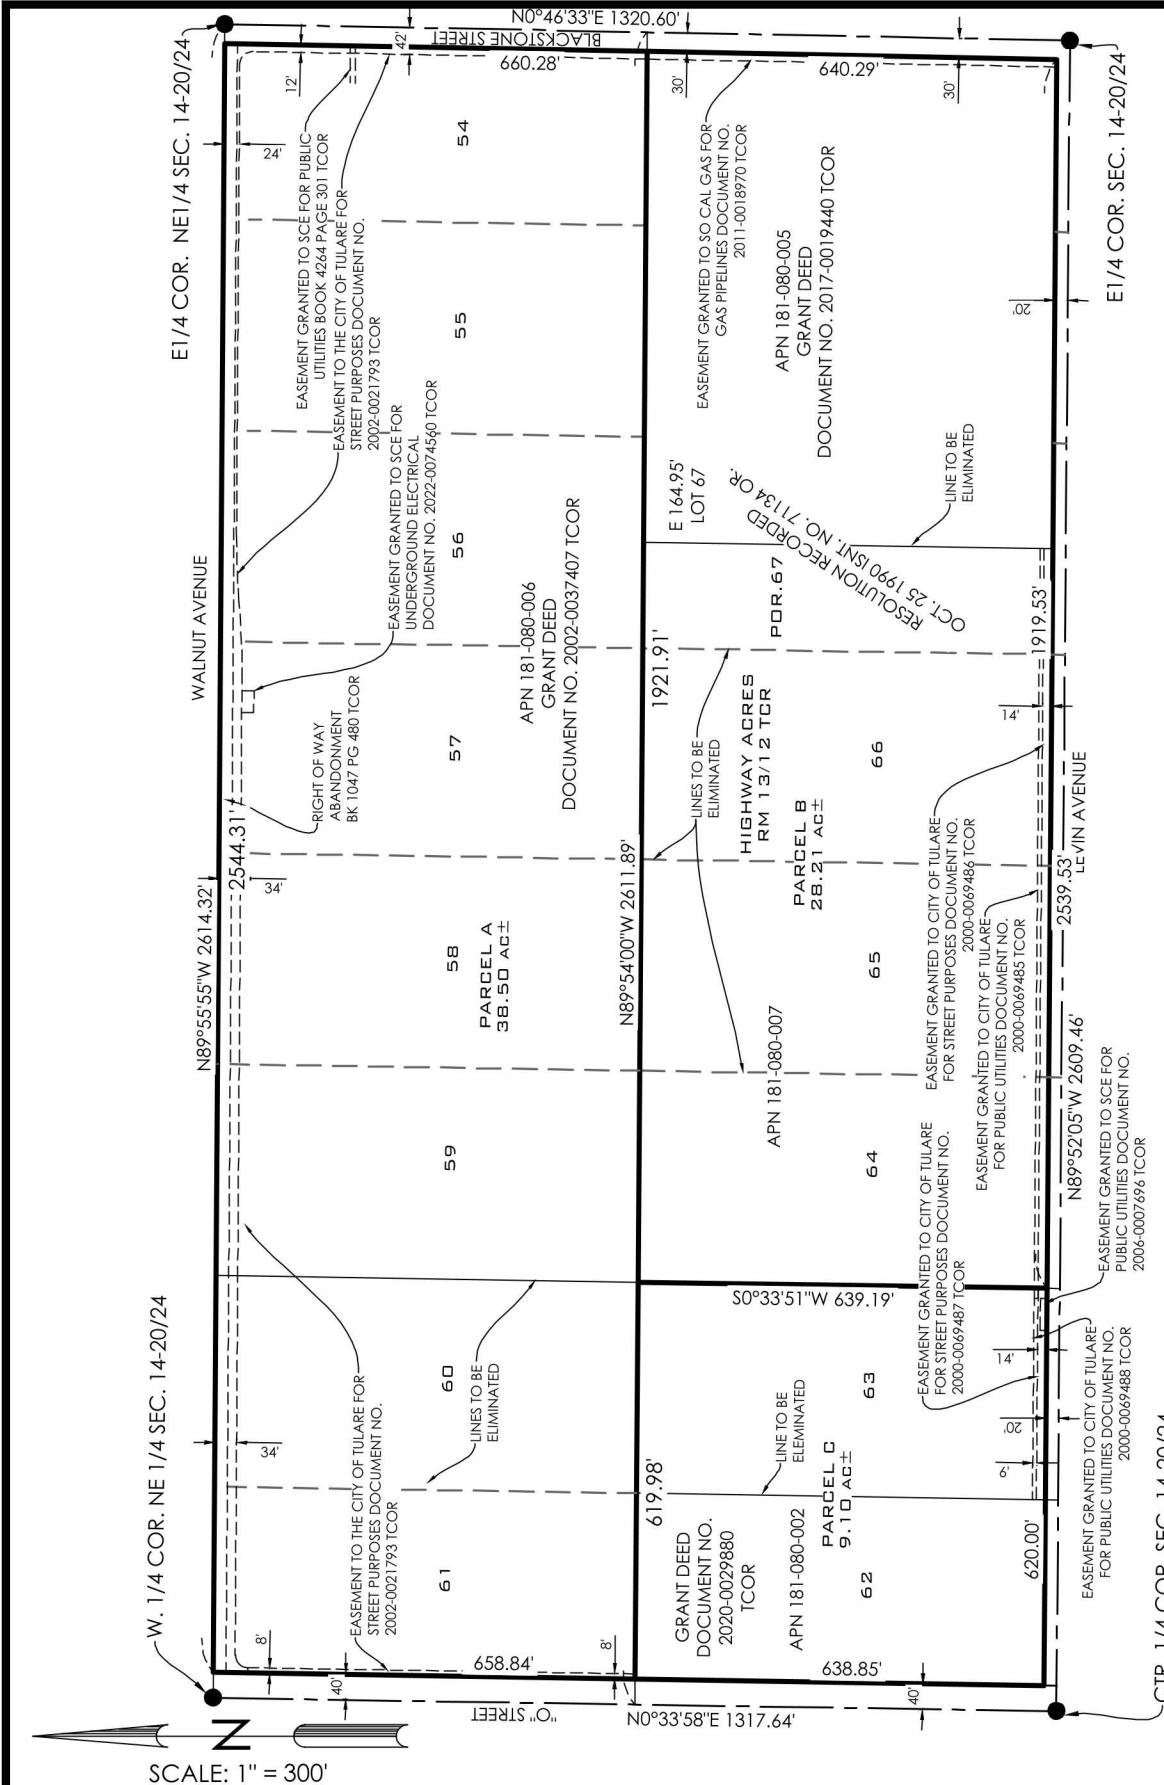 N0°46'33"E 1320.60'
BLACKSTONE STREET
42'
660.28'
640.29'
12'
30'
30'
24'
E1/4 COR. NE1/4 SEC. 14-20/24
E1/4 COR. SEC. 14-20/24
EASEMENT GRANTED TO SCE FOR PUBLIC
UTILITIES BOOK 4264 PAGE 301 TCOR
EASEMENT TO THE CITY OF TULARE FOR
STREET PURPOSES DOCUMENT NO.
2002-0021793 TCOR
EASEMENT GRANTED TO SCE FOR
UNDERGROUND ELECTRICAL
DOCUMENT NO. 2022-0074560 TCOR
54
55
56
57
58
59
60
61
EASEMENT GRANTED TO SO CAL GAS FOR
GAS PIPELINES DOCUMENT NO.
2011-0018970 TCOR
APN 181-080-005
GRANT DEED
DOCUMENT NO. 2017-0019440 TCOR
20'
WALNUT AVENUE
APN 181-080-006
GRANT DEED
DOCUMENT NO. 2002-0037407 TCOR
E 164.95'
LOT 67
RESOLUTION RECORDED
OCT. 25 1990 ISNT. NO. 71134 OR.
LINE TO BE
ELIMINATED
POR.67
1921.91'
1919.53'
RIGHT OF WAY
ABANDONMENT
BK 1047 PG 480 TCOR
LINES TO BE
ELIMINATED
HIGHWAY ACRES
RM 13/12 TCR
66
14'
N89°55'55"W 2614.32'
2544.31'
34'
PARCEL A
38.50 AC±
N89°54'00"W 2611.89'
PARCEL B
28.21 AC±
65
EASEMENT GRANTED TO CITY OF TULARE
FOR STREET PURPOSES DOCUMENT NO.
2000-0069486 TCOR
EASEMENT GRANTED TO CITY OF TULARE
FOR PUBLIC UTILITIES DOCUMENT NO.
2000-0069485 TCOR
2539.53'
LEVIN AVENUE
N89°52'05"W 2609.46'
APN 181-080-007
64
EASEMENT GRANTED TO CITY OF TULARE
FOR STREET PURPOSES DOCUMENT NO.
2000-0069487 TCOR
EASEMENT GRANTED TO SCE FOR
PUBLIC UTILITIES DOCUMENT NO.
2006-0007696 TCOR
S0°33'51"W 639.19'
W. 1/4 COR. NE 1/4 SEC. 14-20/24
34'
EASEMENT TO THE CITY OF TULARE FOR
STREET PURPOSES DOCUMENT NO.
2002-0021793 TCOR
LINES TO BE
ELIMINATED
619.98'
63
14'
20'
6'
LINE TO BE
ELEMINATED
PARCEL C
9.10 AC±
GRANT DEED
DOCUMENT NO.
2020-0029880
TCOR
APN 181-080-002
62
620.00'
EASEMENT GRANTED TO CITY OF TULARE
FOR PUBLIC UTILITIES DOCUMENT NO.
2000-0069488 TCOR
8'
658.84'
8'
638.85'
40'
40'
"O" STREET
N0°33'58"E 1317.64'
CTR. 1/4 COR. SEC. 14-20/24
N
SCALE: 1" = 300'